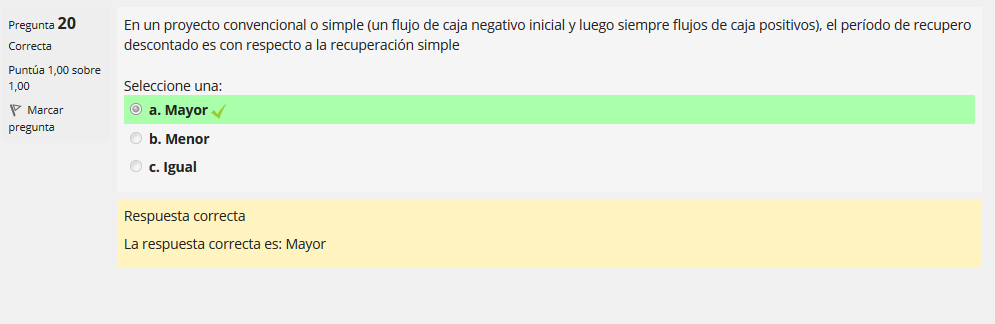 Pregunta 20
Correcta
Puntúa 1,00 sobre
1,00
Marcar
pregunta
En un proyecto convencional o simple (un flujo de caja negativo inicial y luego siempre flujos de caja positivos), el período de recupero
descontado es con respecto a la recuperación simple
Seleccione una:
a. Mayor
b. Menor
c. Igual
Respuesta correcta
La respuesta correcta es: Mayor